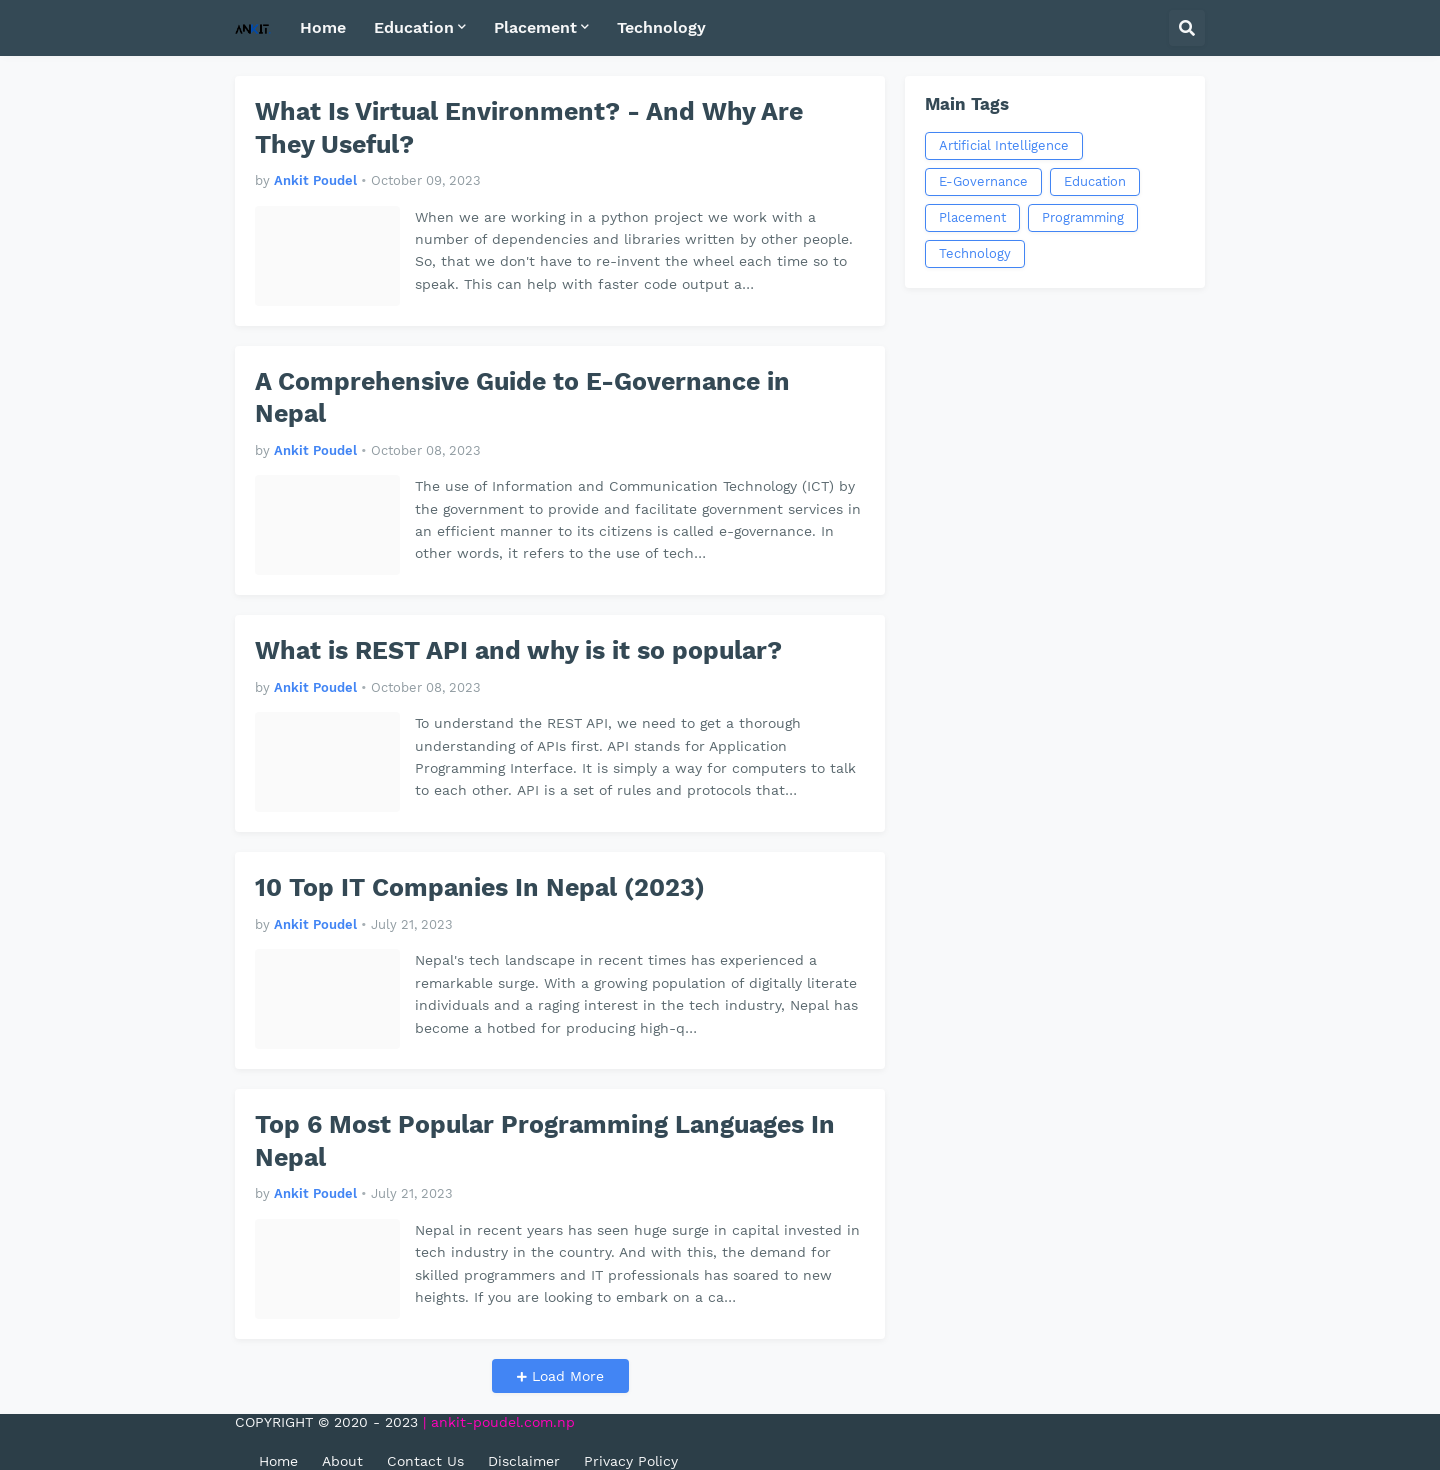 ANKIT
Home
Education
Placement
Technology
What Is Virtual Environment? - And Why Are
They Useful?
by Ankit Poudel • October 09, 2023
When we are working in a python project we work with a
number of dependencies and libraries written by other people.
So, that we don't have to re-invent the wheel each time so to
speak. This can help with faster code output a…
Main Tags
Artificial Intelligence
E-Governance
Education
Placement
Programming
Technology
A Comprehensive Guide to E-Governance in
Nepal
by Ankit Poudel • October 08, 2023
The use of Information and Communication Technology (ICT) by
the government to provide and facilitate government services in
an efficient manner to its citizens is called e-governance. In
other words, it refers to the use of tech…
What is REST API and why is it so popular?
by Ankit Poudel • October 08, 2023
To understand the REST API, we need to get a thorough
understanding of APIs first. API stands for Application
Programming Interface. It is simply a way for computers to talk
to each other. API is a set of rules and protocols that…
10 Top IT Companies In Nepal (2023)
by Ankit Poudel • July 21, 2023
Nepal's tech landscape in recent times has experienced a
remarkable surge. With a growing population of digitally literate
individuals and a raging interest in the tech industry, Nepal has
become a hotbed for producing high-q…
Top 6 Most Popular Programming Languages In
Nepal
by Ankit Poudel • July 21, 2023
Nepal in recent years has seen huge surge in capital invested in
tech industry in the country. And with this, the demand for
skilled programmers and IT professionals has soared to new
heights. If you are looking to embark on a ca…
+ Load More
COPYRIGHT © 2020 - 2023 | ankit-poudel.com.np
Home
About
Contact Us
Disclaimer
Privacy Policy